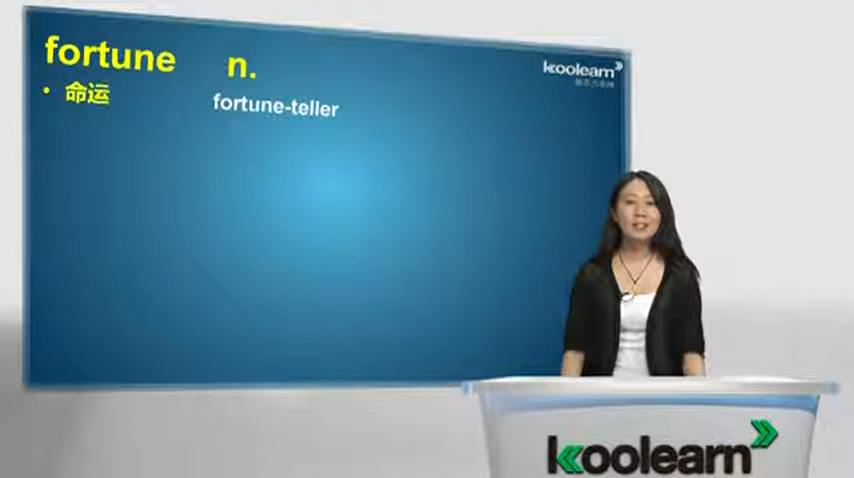 fortune n.
• 命运
fortune-teller
koolearn
koolearn